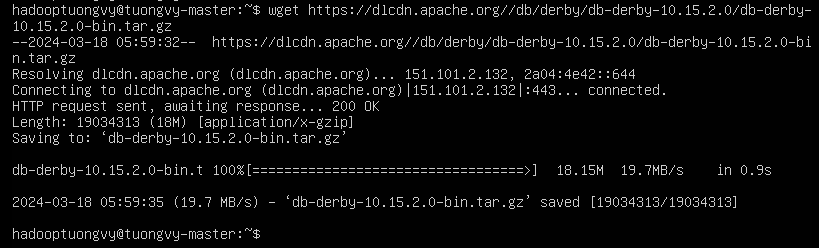 hadooptuongvy@tuongvy-master:~$ wget https://dlcdn.apache.org//db/derby/db-derby-10.15.2.0/db-derby-
10.15.2.0-bin.tar.gz
--2024-03-18 05:59:32--  https://dlcdn.apache.org//db/derby/db-derby-10.15.2.0/db-derby-10.15.2.0-bi
n.tar.gz
Resolving dlcdn.apache.org (dlcdn.apache.org)... 151.101.2.132, 2a04:4e42::644
Connecting to dlcdn.apache.org (dlcdn.apache.org)|151.101.2.132|:443... connected.
HTTP request sent, awaiting response... 200 OK
Length: 19034313 (18M) [application/x-gzip]
Saving to: ‘db-derby-10.15.2.0-bin.tar.gz’

db-derby-10.15.2.0-bin.t 100%[==================================>]  18.15M  19.7MB/s    in 0.9s

2024-03-18 05:59:35 (19.7 MB/s) - ‘db-derby-10.15.2.0-bin.tar.gz’ saved [19034313/19034313]

hadooptuongvy@tuongvy-master:~$